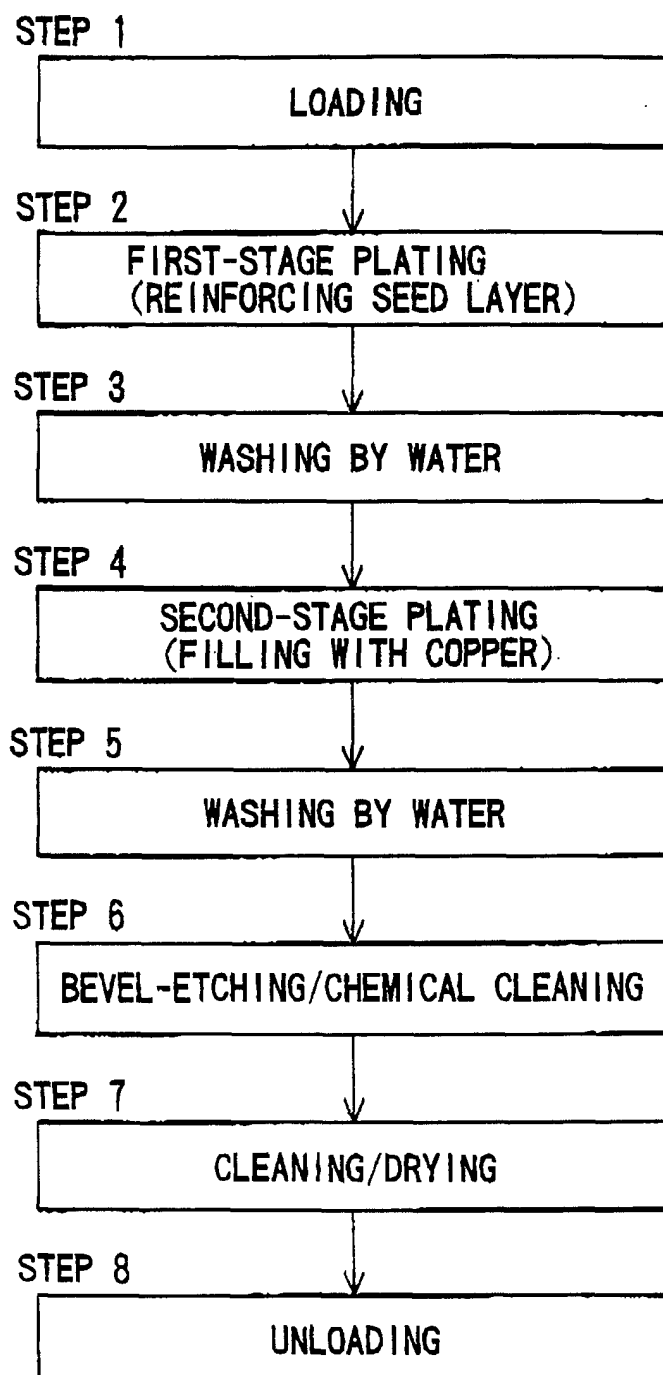 STEP 1
LOADING
STEP 2
FIRST-STAGE PLATING
(REINFORCING SEED LAYER)
STEP 3
WASHING BY WATER
STEP 4
SECOND-STAGE PLATING
(FILLING WITH COPPER)
STEP 5
WASHING BY WATER
STEP 6
BEVEL-ETCHING/CHEMICAL CLEANING
STEP 7
CLEANING/DRYING
STEP 8
UNLOADING